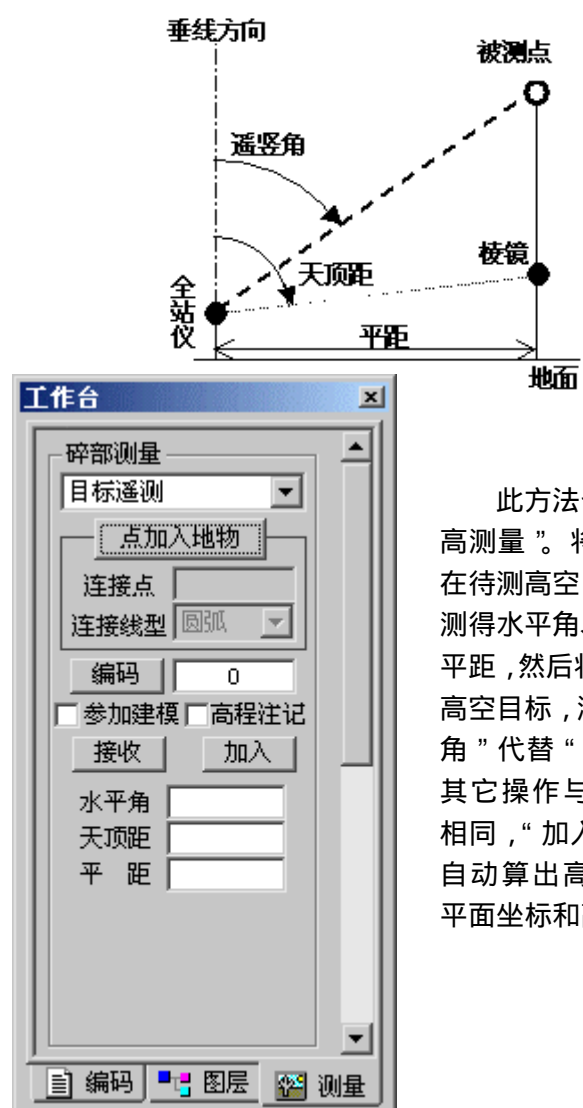 垂线方向
被测点
遥竖角
棱镜
天顶距
全站仪
平距
地面
工作台
碎部测量
目标遥测
点加入地物
连接点
连接线型 圆弧
编码 0
参加建模 高程注记
接收 加入
水平角
天顶距
平 距
编码 图层 测量
此方法
高测量”。将
在待测高空
测得水平角
平距,然后将
高空目标,
角”代替“
其它操作与
相同,“加入
自动算出高
平面坐标和